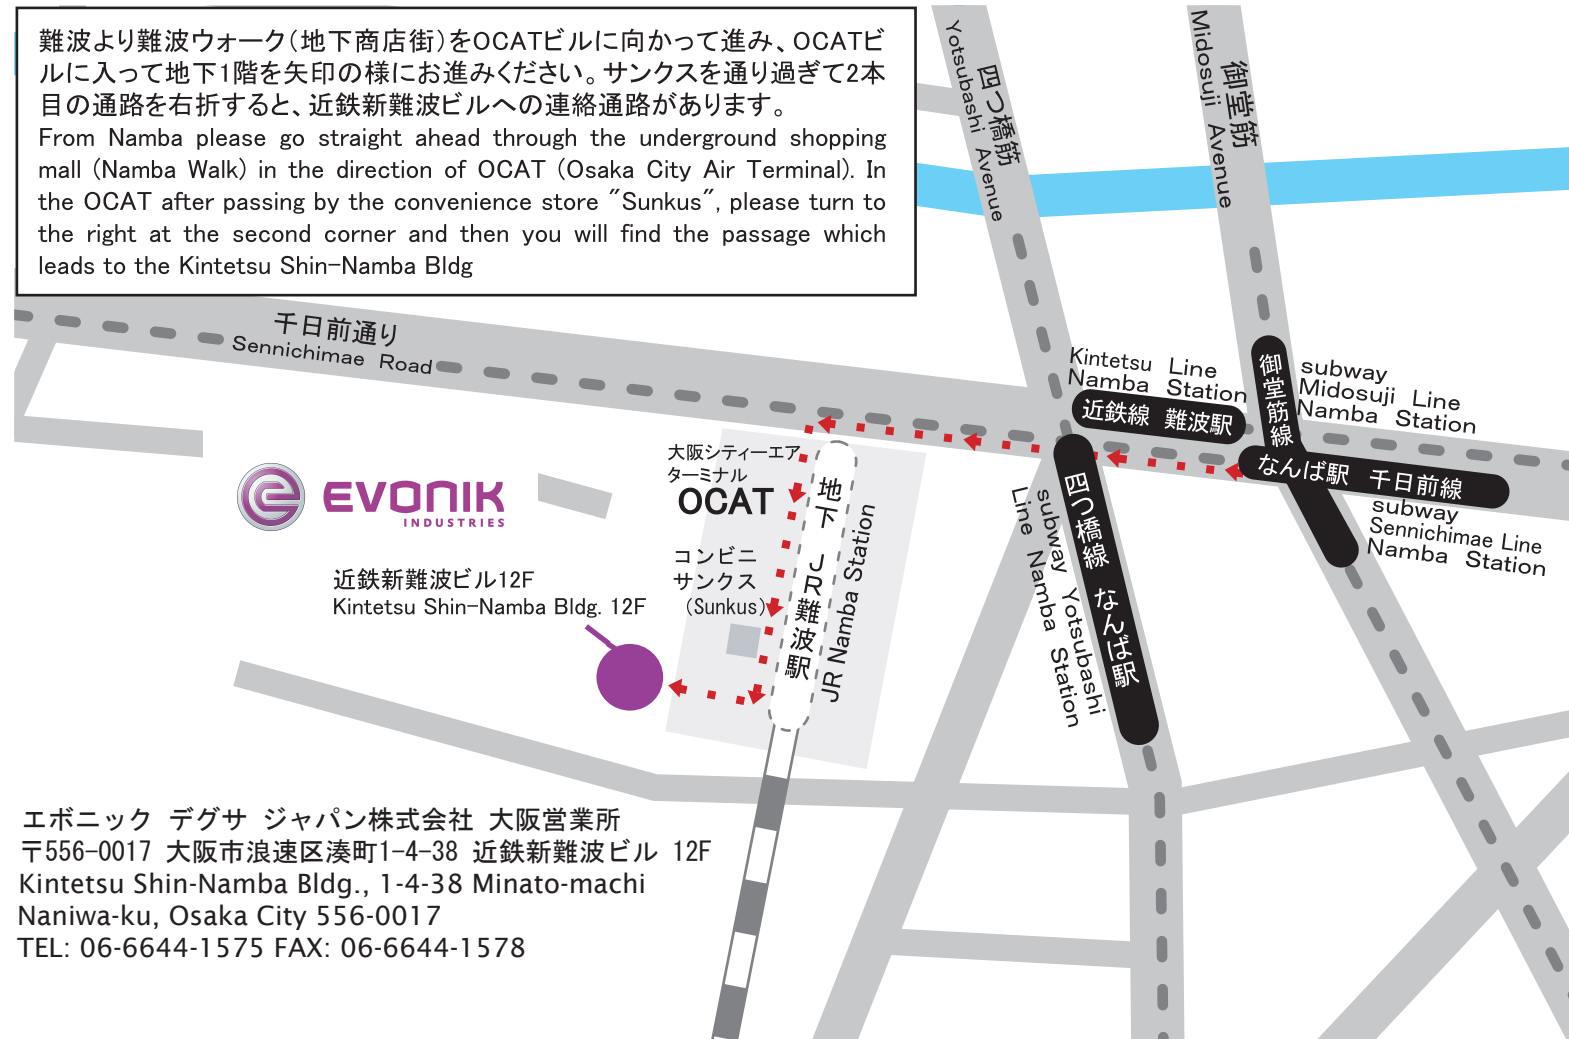 難波より難波ウォーク（地下商店街）をOCATビルに向かって進み、OCATビ
ルに入って地下1階を矢印の様にお進みください。サンクスを通り過ぎて2本
目の通路を右折すると、近鉄新難波ビルへの連絡通路があります。
From Namba please go straight ahead through the underground shopping
mall (Namba Walk) in the direction of OCAT (Osaka City Air Terminal). In
the OCAT after passing by the convenience store "Sunkus", please turn to
the right at the second corner and then you will find the passage which
leads to the Kintetsu Shin-Namba Bldg
四つ橋筋
Yotsubashi Avenue
御堂筋
Midosuji Avenue
千日前通り
Sennichimae Road
Kintetsu Line
Namba Station
近鉄線 難波駅
御堂筋線
subway
Midosuji Line
Namba Station
なんば駅 千日前線
subway
Sennichimae Line
Namba Station
四つ橋線 なんば駅
subway Yotsubashi
Line Namba Station
大阪シティーエア
ターミナル
OCAT
地下 JR難波駅
JR Namba Station
コンビニ
サンクス
（Sunkus）
EVONIK
INDUSTRIES
近鉄新難波ビル12F
Kintetsu Shin-Namba Bldg. 12F
エボニック デグサ ジャパン株式会社 大阪営業所
〒556-0017 大阪市浪速区湊町1-4-38 近鉄新難波ビル 12F
Kintetsu Shin-Namba Bldg., 1-4-38 Minato-machi
Naniwa-ku, Osaka City 556-0017
TEL: 06-6644-1575 FAX: 06-6644-1578